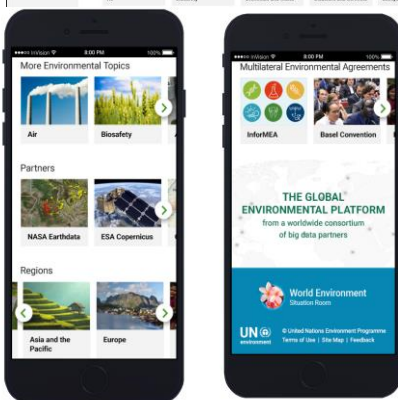 InVision
8:00 PM
100%
More Environmental Topics
Air
Biosafety
Partners
NASA Earthdata
ESA Copernicus
Regions
Asia and the
Pacific
Europe
InVision
8:00 PM
100%
Multilateral Environmental Agreements
InforMEA
Basel Convention
THE GLOBAL
ENVIRONMENTAL PLATFORM
from a worldwide consortium
of big data partners
World Environment
Situation Room
UN
environment
© United Nations Environment Programme
Terms of Use | Site Map | Feedback